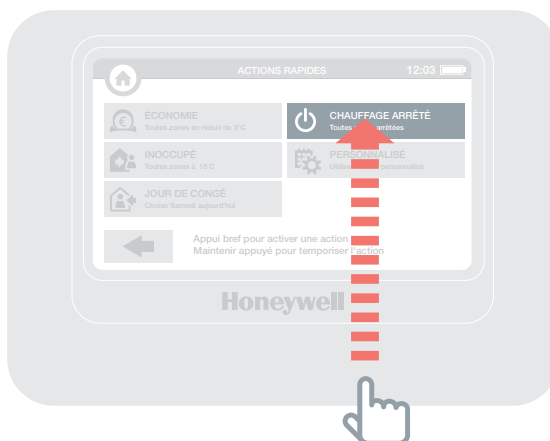 ACTIONS RAPIDES 12:03
ÉCONOMIE
Toutes zones en réduit de 3°C
CHAUFFAGE ARRÊTÉ
Toutes arrêtées
INOCCUPÉ
Toutes zones à 15°C
PERSONNALISÉ
personnalisé
JOUR DE CONGÉ
Choisir Samedi aujourd'hui
Appui bref pour activer une action
Maintenir appuyé pour temporiser l'action
Honeywell